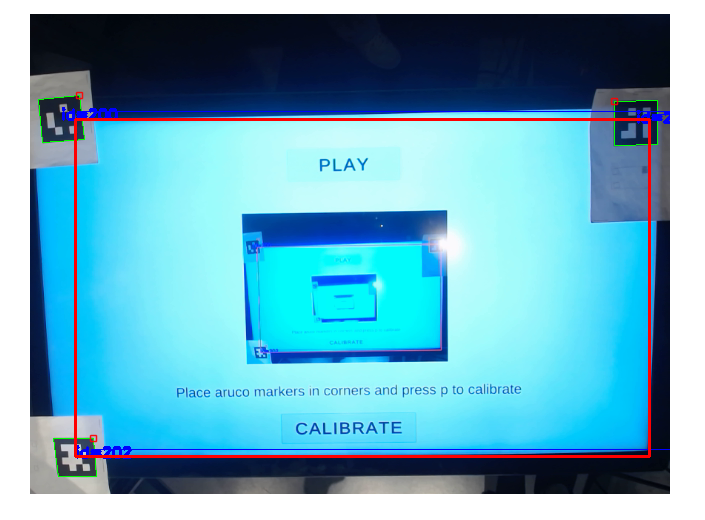 id=200
id=2
PLAY
PLAY
CALIBRATE
Place aruco markers in corners and press p to calibrate
CALIBRATE
id=202